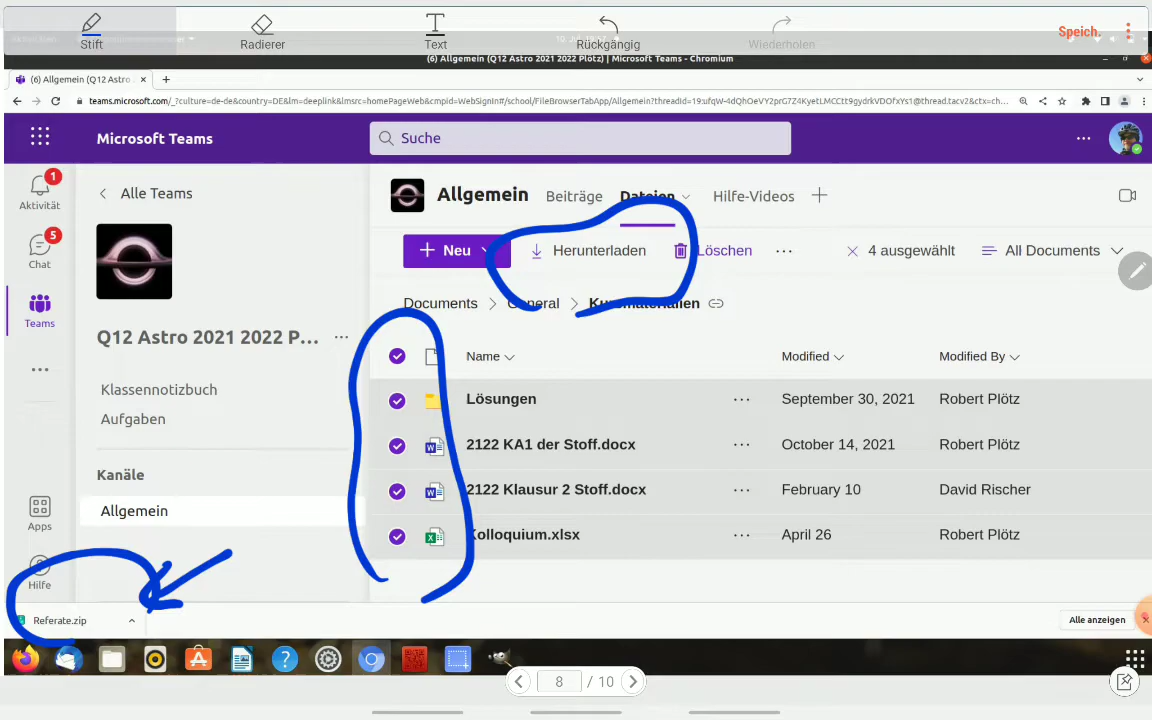 Stift
Radierer
Text
Rückgängig
Wiederholen
Speich.
(6) Allgemein (Q12 Astro 2021 2022 Plötz) | Microsoft Teams - Chromium
(6) Allgemein (Q12 Astro
teams.microsoft.com/_?culture=de-de&country=DE&lm=deeplink&lmsrc=homePageWeb&cmpid=WebSignIn#/school/FileBrowserTabApp/Allgemein?threadId=19:ufqW-4dQhOeVY2prG7Z4KyetLMCCtt9gydrkVDOfxYs1@thread.tacv2&ctx=ch...
Microsoft Teams
Suche
1
Aktivität
5
Chat
Teams
Apps
Hilfe
Alle Teams
Q12 Astro 2021 2022 P...
Klassennotizbuch
Aufgaben
Kanäle
Allgemein
Allgemein Beiträge Dateien Hilfe-Videos
Neu Herunterladen Löschen 4 ausgewählt All Documents
Documents General Kursmaterialien
Name Modified Modified By
Lösungen September 30, 2021 Robert Plötz
2122 KA1 der Stoff.docx October 14, 2021 Robert Plötz
2122 Klausur 2 Stoff.docx February 10 David Rischer
Kolloquium.xlsx April 26 Robert Plötz
Referate.zip
Alle anzeigen
8 / 10